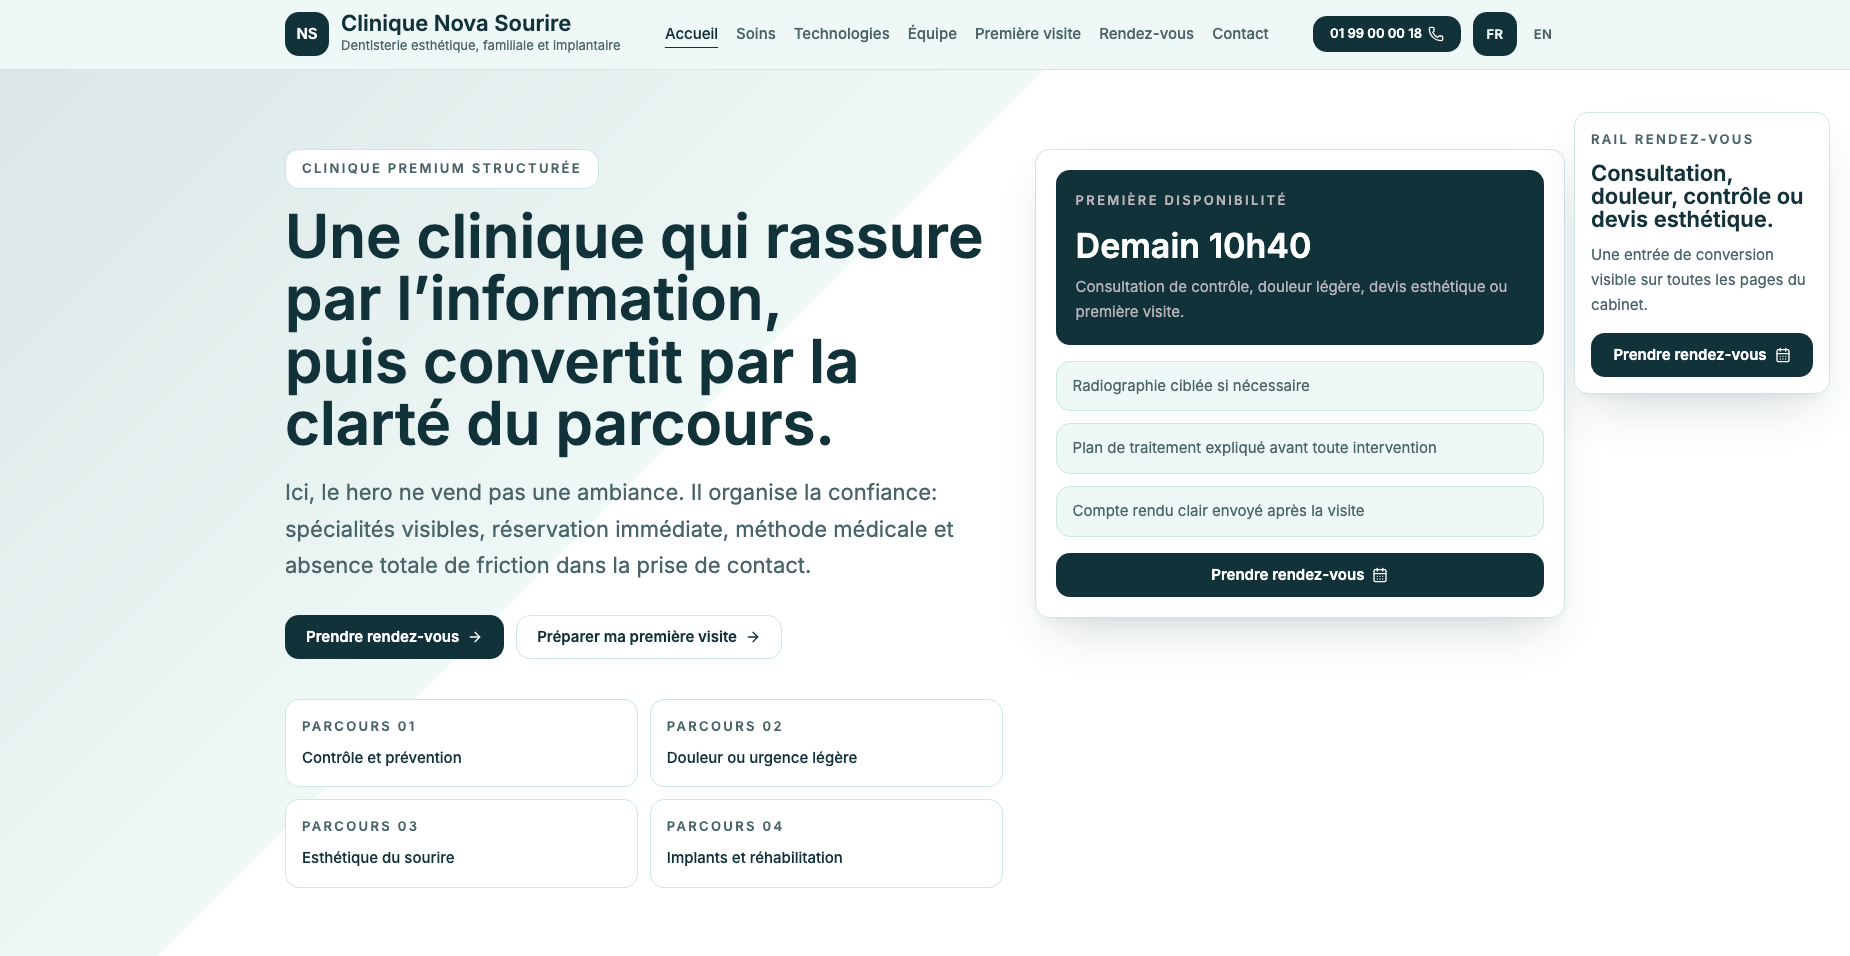 NS
Clinique Nova Sourire
Dentisterie esthétique, familiale et implantaire
Accueil
Soins
Technologies
Équipe
Première visite
Rendez-vous
Contact
01 99 00 00 18
FR
EN
CLINIQUE PREMIUM STRUCTURÉE
Une clinique qui rassure
par l’information,
puis convertit par la
clarté du parcours.
Ici, le hero ne vend pas une ambiance. Il organise la confiance:
spécialités visibles, réservation immédiate, méthode médicale et
absence totale de friction dans la prise de contact.
Prendre rendez-vous
Préparer ma première visite
PARCOURS 01
Contrôle et prévention
PARCOURS 02
Douleur ou urgence légère
PARCOURS 03
Esthétique du sourire
PARCOURS 04
Implants et réhabilitation
PREMIÈRE DISPONIBILITÉ
Demain 10h40
Consultation de contrôle, douleur légère, devis esthétique ou
première visite.
Radiographie ciblée si nécessaire
Plan de traitement expliqué avant toute intervention
Compte rendu clair envoyé après la visite
Prendre rendez-vous
RAIL RENDEZ-VOUS
Consultation,
douleur, contrôle ou
devis esthétique.
Une entrée de conversion
visible sur toutes les pages du
cabinet.
Prendre rendez-vous